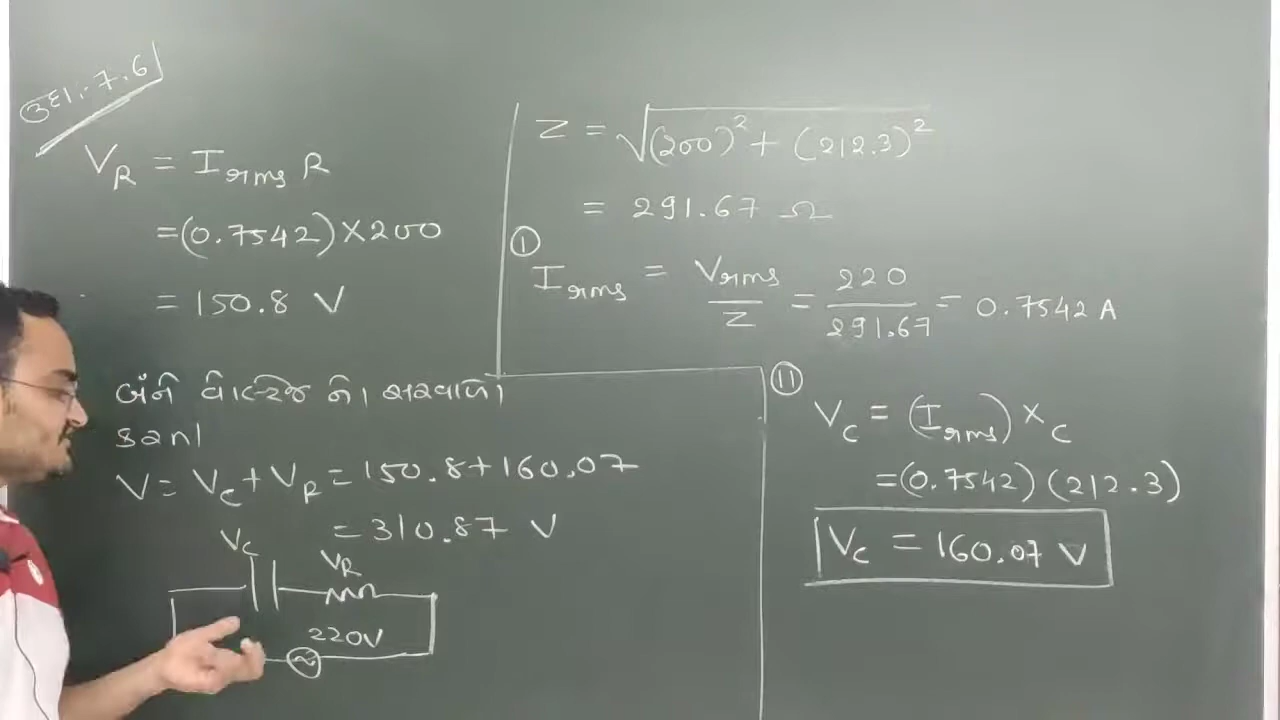 ઉદા.-7.6
V_R = I_rms R
=(0.7542)×200
= 150.8 V
બંને વોલ્ટેજ નો સરવાળો
કરતા
V = V_C + V_R = 150.8+160.07
= 310.87 V
V_C
V_R
220V
Z = √(200)² + (212.3)²
= 291.67 Ω
①
I_rms = V_rms / Z = 220 / 291.67 = 0.7542 A
⑪
V_C = (I_rms) X_C
=(0.7542)(212.3)
V_C = 160.07 V